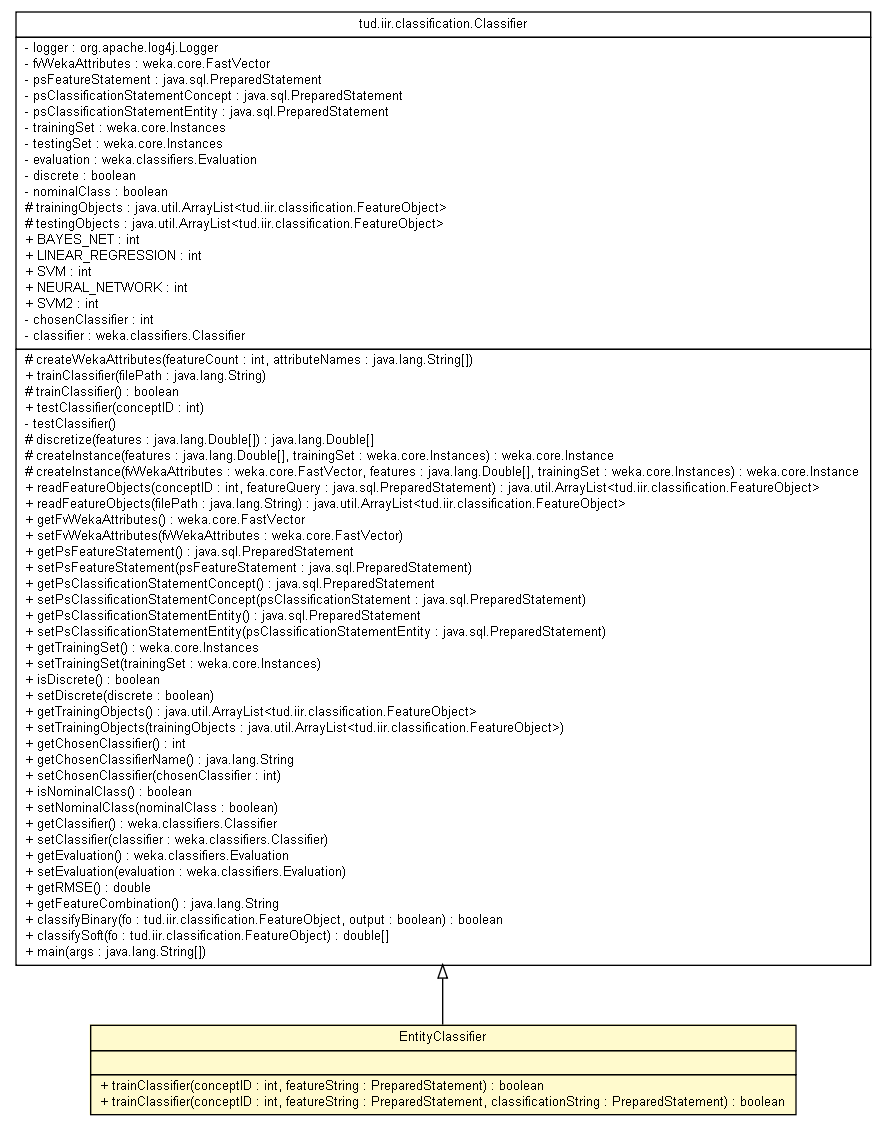 tud.iir.classification.Classifier
- logger : org.apache.log4j.Logger
- fvWekaAttributes : weka.core.FastVector
- psFeatureStatement : java.sql.PreparedStatement
- psClassificationStatementConcept : java.sql.PreparedStatement
- psClassificationStatementEntity : java.sql.PreparedStatement
- trainingSet : weka.core.Instances
- testingSet : weka.core.Instances
- evaluation : weka.classifiers.Evaluation
- discrete : boolean
- nominalClass : boolean
# trainingObjects : java.util.ArrayList<tud.iir.classification.FeatureObject>
# testingObjects : java.util.ArrayList<tud.iir.classification.FeatureObject>
+ BAYES_NET : int
+ LINEAR_REGRESSION : int
+ SVM : int
+ NEURAL_NETWORK : int
+ SVM2 : int
- chosenClassifier : int
- classifier : weka.classifiers.Classifier
# createWekaAttributes(featureCount : int, attributeNames : java.lang.String[])
+ trainClassifier(filePath : java.lang.String)
# trainClassifier() : boolean
+ testClassifier(conceptID : int)
- testClassifier()
# discretize(features : java.lang.Double[]) : java.lang.Double[]
# createInstance(features : java.lang.Double[], trainingSet : weka.core.Instances) : weka.core.Instance
# createInstance(fvWekaAttributes : weka.core.FastVector, features : java.lang.Double[], trainingSet : weka.core.Instances) : weka.core.Instance
+ readFeatureObjects(conceptID : int, featureQuery : java.sql.PreparedStatement) : java.util.ArrayList<tud.iir.classification.FeatureObject>
+ readFeatureObjects(filePath : java.lang.String) : java.util.ArrayList<tud.iir.classification.FeatureObject>
+ getFvWekaAttributes() : weka.core.FastVector
+ setFvWekaAttributes(fvWekaAttributes : weka.core.FastVector)
+ getPsFeatureStatement() : java.sql.PreparedStatement
+ setPsFeatureStatement(psFeatureStatement : java.sql.PreparedStatement)
+ getPsClassificationStatementConcept() : java.sql.PreparedStatement
+ setPsClassificationStatementConcept(psClassificationStatement : java.sql.PreparedStatement)
+ getPsClassificationStatementEntity() : java.sql.PreparedStatement
+ setPsClassificationStatementEntity(psClassificationStatementEntity : java.sql.PreparedStatement)
+ getTrainingSet() : weka.core.Instances
+ setTrainingSet(trainingSet : weka.core.Instances)
+ isDiscrete() : boolean
+ setDiscrete(discrete : boolean)
+ getTrainingObjects() : java.util.ArrayList<tud.iir.classification.FeatureObject>
+ setTrainingObjects(trainingObjects : java.util.ArrayList<tud.iir.classification.FeatureObject>)
+ getChosenClassifier() : int
+ getChosenClassifierName() : java.lang.String
+ setChosenClassifier(chosenClassifier : int)
+ isNominalClass() : boolean
+ setNominalClass(nominalClass : boolean)
+ getClassifier() : weka.classifiers.Classifier
+ setClassifier(classifier : weka.classifiers.Classifier)
+ getEvaluation() : weka.classifiers.Evaluation
+ setEvaluation(evaluation : weka.classifiers.Evaluation)
+ getRMSE() : double
+ getFeatureCombination() : java.lang.String
+ classifyBinary(fo : tud.iir.classification.FeatureObject, output : boolean) : boolean
+ classifySoft(fo : tud.iir.classification.FeatureObject) : double[]
+ main(args : java.lang.String[])
EntityClassifier
+ trainClassifier(conceptID : int, featureString : PreparedStatement) : boolean
+ trainClassifier(conceptID : int, featureString : PreparedStatement, classificationString : PreparedStatement) : boolean